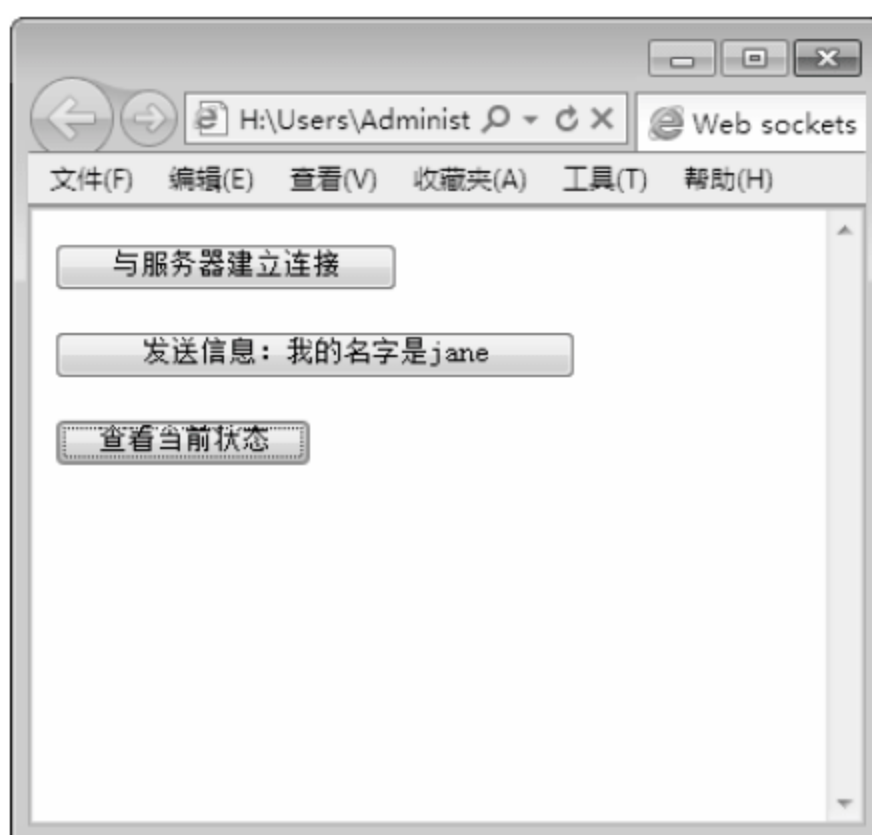 H:\Users\Administ
Web sockets
文件(F) 编辑(E) 查看(V) 收藏夹(A) 工具(T) 帮助(H)
与服务器建立连接
发送信息：我的名字是jane
查看当前状态